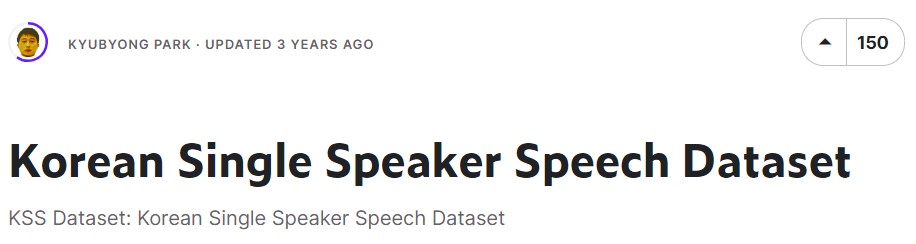 KYUBYONG PARK · UPDATED 3 YEARS AGO
150
Korean Single Speaker Speech Dataset
KSS Dataset: Korean Single Speaker Speech Dataset